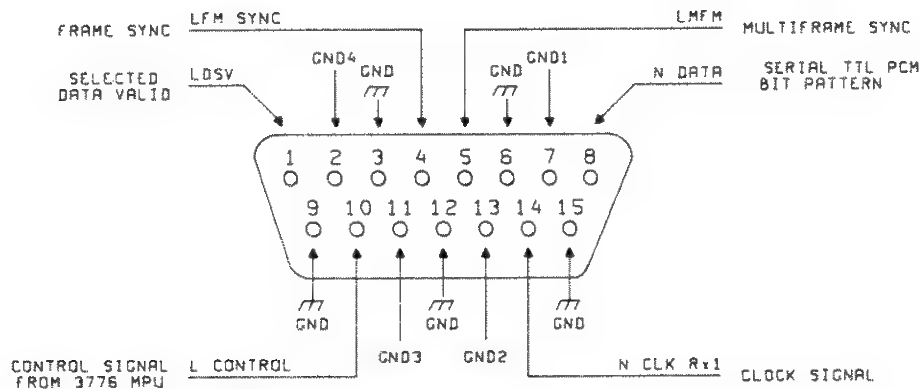 FRAME SYNC
LFM SYNC
LMFM
MULTIFRAME SYNC
GND4
GND
GND
GND1
SELECTED
DATA VALID
LDSV
N DATA
SERIAL TTL PCM
BIT PATTERN
1 2 3 4 5 6 7 8
9 10 11 12 13 14 15
GND
GND
GND
GND3
GND2
CONTROL SIGNAL
FROM 3776 MPU
L CONTROL
N CLK Rx1
CLOCK SIGNAL